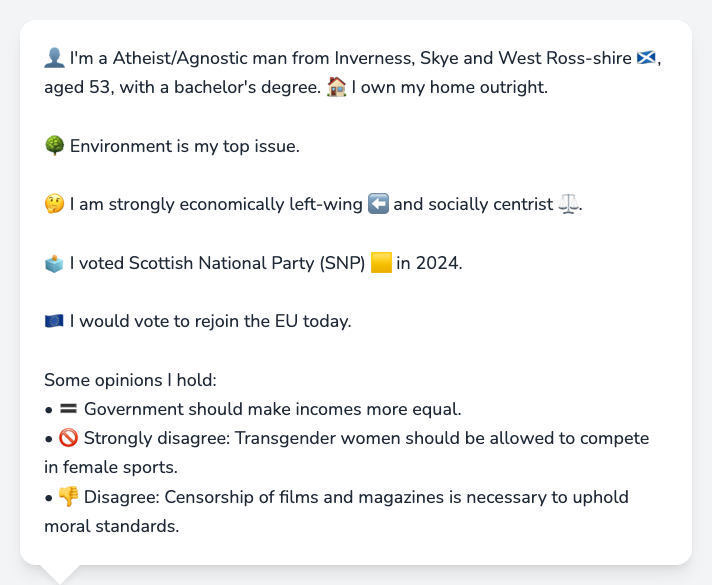 👤 I'm a Atheist/Agnostic man from Inverness, Skye and West Ross-shire 🏴󠁧󠁢󠁳󠁣󠁴󠁿,
aged 53, with a bachelor's degree. 🏠 I own my home outright.
🌳 Environment is my top issue.
🤔 I am strongly economically left-wing ⬅️ and socially centrist ⚖️.
🗳️ I voted Scottish National Party (SNP) 🟨 in 2024.
🇪🇺 I would vote to rejoin the EU today.
Some opinions I hold:
• 🟰 Government should make incomes more equal.
• 🚫 Strongly disagree: Transgender women should be allowed to compete
in female sports.
• 👎 Disagree: Censorship of films and magazines is necessary to uphold
moral standards.